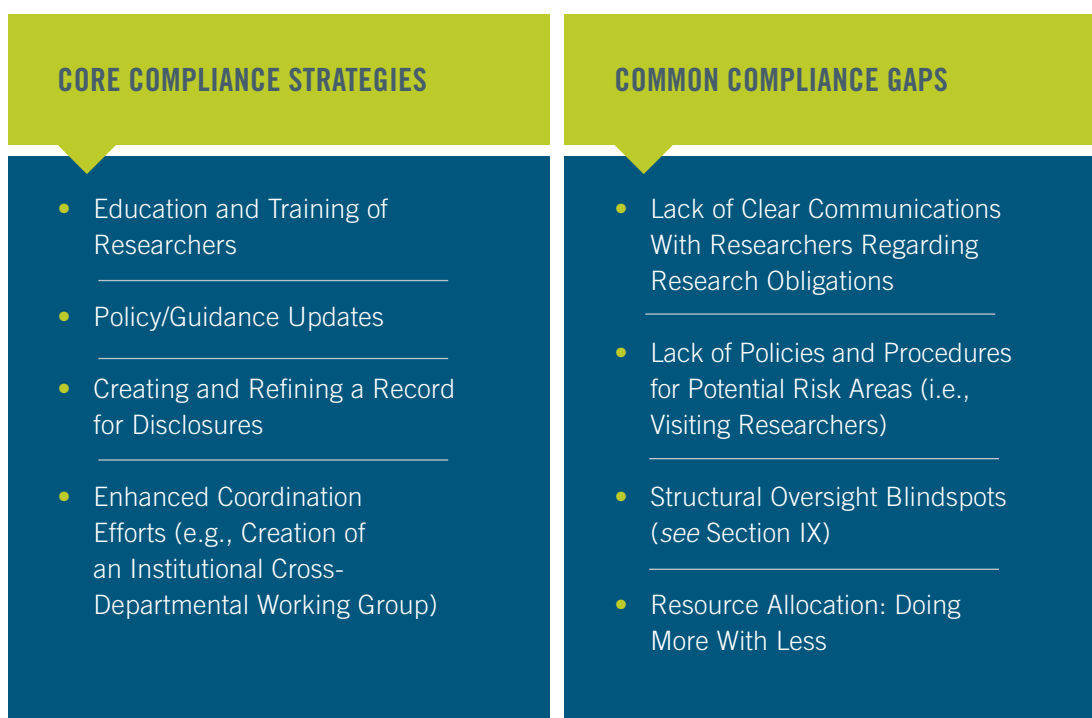 CORE COMPLIANCE STRATEGIES
• Education and Training of
Researchers
• Policy/Guidance Updates
• Creating and Refining a Record
for Disclosures
• Enhanced Coordination
Efforts (e.g., Creation of
an Institutional Cross-
Departmental Working Group)
COMMON COMPLIANCE GAPS
• Lack of Clear Communications
With Researchers Regarding
Research Obligations
• Lack of Policies and Procedures
for Potential Risk Areas (i.e.,
Visiting Researchers)
• Structural Oversight Blindspots
(see Section IX)
• Resource Allocation: Doing
More With Less